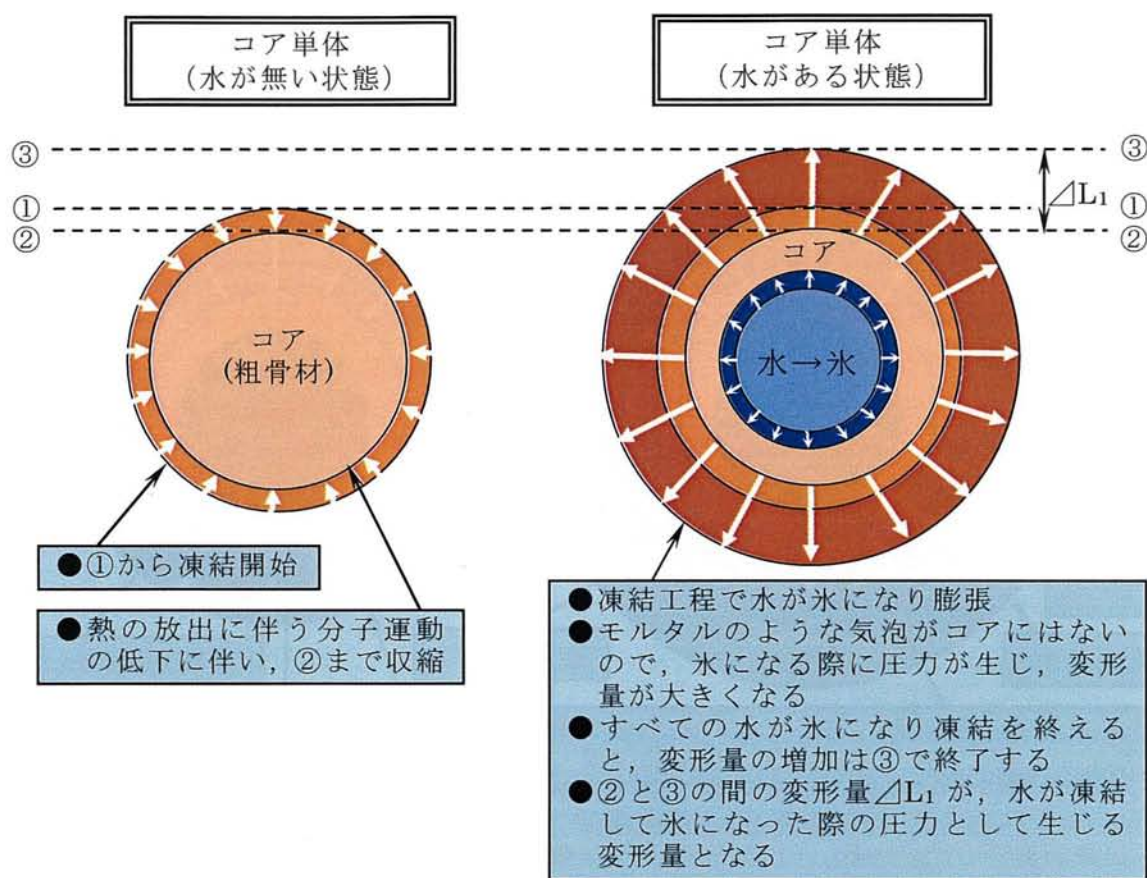 コア単体
(水が無い状態)
コア単体
(水がある状態)
③
①
②
③
①
②
⊿L₁
コア
(粗骨材)
コア
水→氷
●①から凍結開始
●熱の放出に伴う分子運動
の低下に伴い，②まで収縮
●凍結工程で水が氷になり膨張
●モルタルのような気泡がコアにはない
ので，氷になる際に圧力が生じ，変形
量が大きくなる
●すべての水が氷になり凍結を終える
と，変形量の増加は③で終了する
●②と③の間の変形量⊿L₁ が，水が凍結
して氷になった際の圧力として生じる
変形量となる